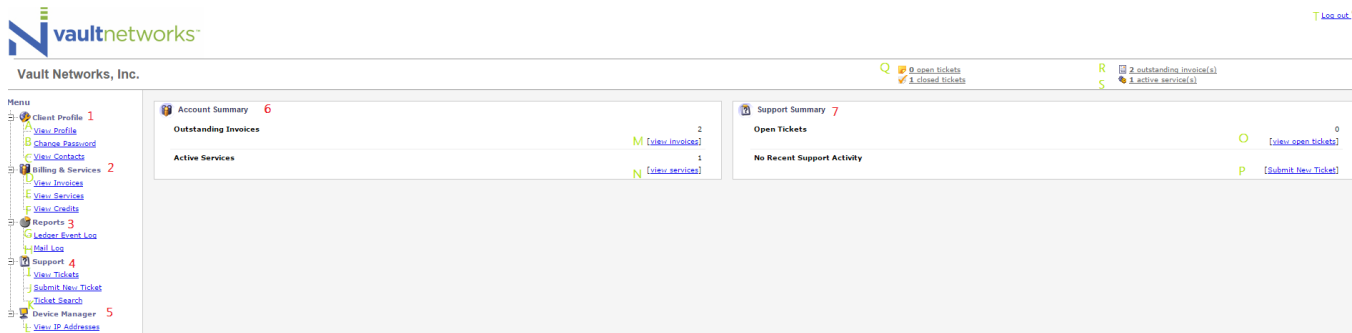 vaultnetworks™
T Log out
Vault Networks, Inc.
Q 0 open tickets
1 closed tickets
R 2 outstanding invoice(s)
S 1 active service(s)
Menu
Client Profile 1
A View Profile
B Change Password
C View Contacts
Billing & Services 2
D View Invoices
E View Services
F View Credits
Reports 3
G Ledger Event Log
H Mail Log
Support 4
I View Tickets
J Submit New Ticket
K Ticket Search
Device Manager 5
L View IP Addresses
Account Summary 6
Outstanding Invoices 2
M [view invoices]
Active Services 1
N [view services]
Support Summary 7
Open Tickets 0
O [view open tickets]
No Recent Support Activity
P [Submit New Ticket]